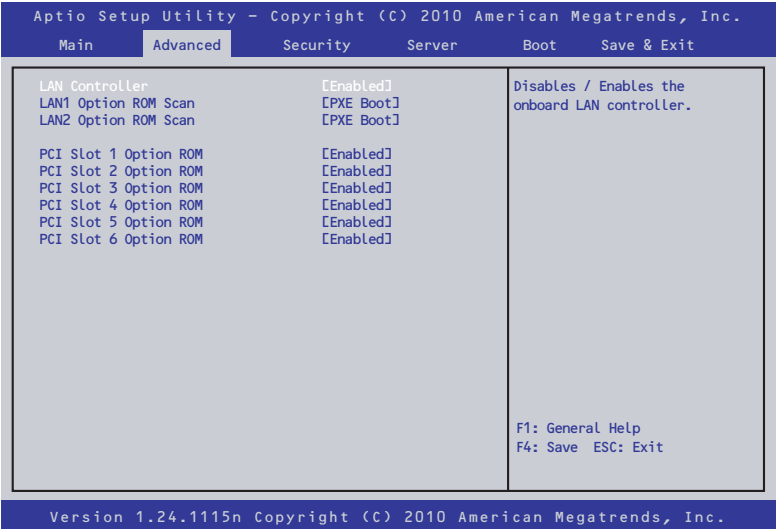 Aptio Setup Utility – Copyright (C) 2010 American Megatrends, Inc.
Main Advanced Security Server Boot Save & Exit
LAN Controller [Enabled]
LAN1 Option ROM Scan [PXE Boot]
LAN2 Option ROM Scan [PXE Boot]
PCI Slot 1 Option ROM [Enabled]
PCI Slot 2 Option ROM [Enabled]
PCI Slot 3 Option ROM [Enabled]
PCI Slot 4 Option ROM [Enabled]
PCI Slot 5 Option ROM [Enabled]
PCI Slot 6 Option ROM [Enabled]
Disables / Enables the
onboard LAN controller.
F1: General Help
F4: Save ESC: Exit
Version 1.24.1115n Copyright (C) 2010 American Megatrends, Inc.